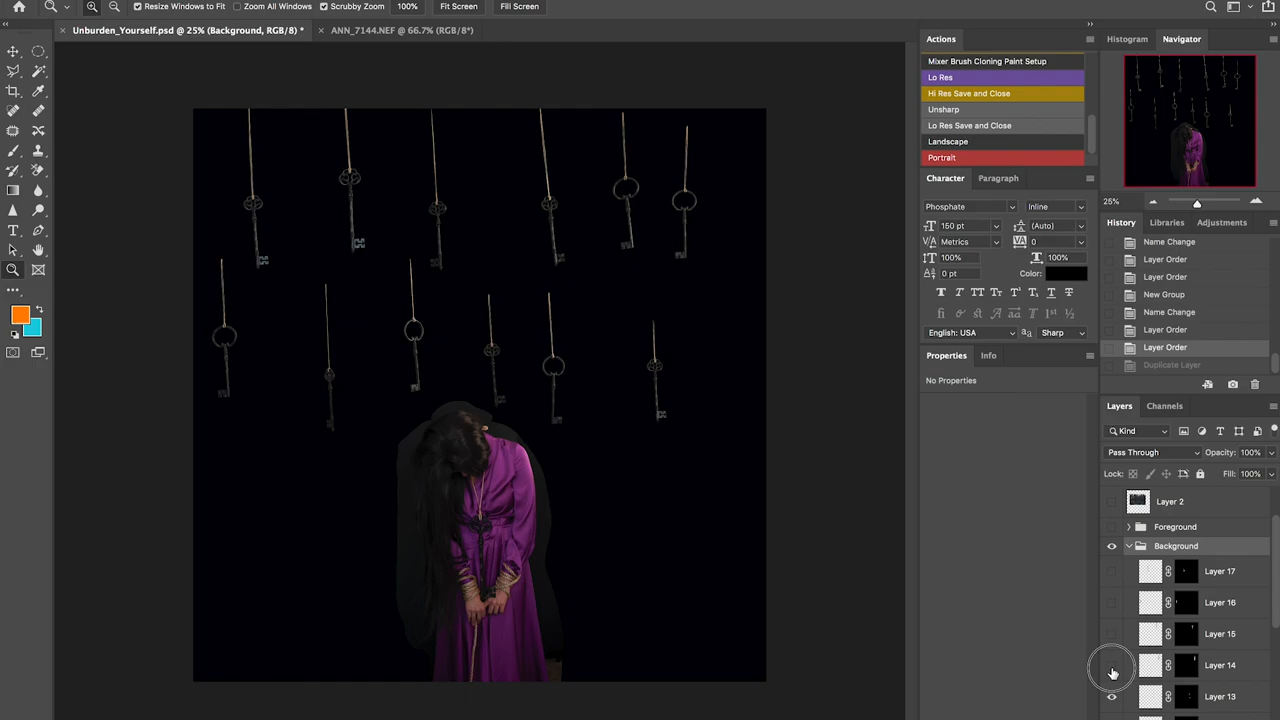 Resize Windows to Fit Zoom All Windows Scrubby Zoom 100% Fit Screen Fill Screen
× Unburden_Yourself.psd @ 25% (Background, RGB/8) * × ANN_7144.NEF @ 66.7% (RGB/8*)
Actions
Mixer Brush Cloning Paint Setup
Lo Res
Hi Res Save and Close
Unsharp
Lo Res Save and Close
Landscape
Portrait
Character Paragraph
Phosphate Inline
150 pt (Auto)
Metrics 0
100% 100%
0 pt Color:
English: USA Sharp
Properties Info
No Properties
Histogram Navigator
25%
History Libraries Adjustments
Name Change
Layer Order
Layer Order
New Group
Name Change
Layer Order
Layer Order
Duplicate Layer
Layers Channels
Kind
Pass Through Opacity: 100%
Lock: Fill: 100%
Layer 2
Foreground
Background
Layer 17
Layer 16
Layer 15
Layer 14
Layer 13